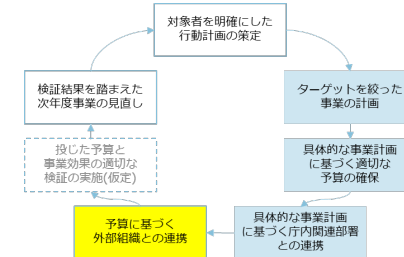 対象者を明確にした
行動計画の策定
ターゲットを絞った
事業の計画
具体的な事業計画
に基づく適切な
予算の確保
具体的な事業計画
に基づく庁内関連部署
との連携
予算に基づく
外部組織との連携
投じた予算と
事業効果の適切な
検証の実施(仮定)
検証結果を踏まえた
次年度事業の見直し